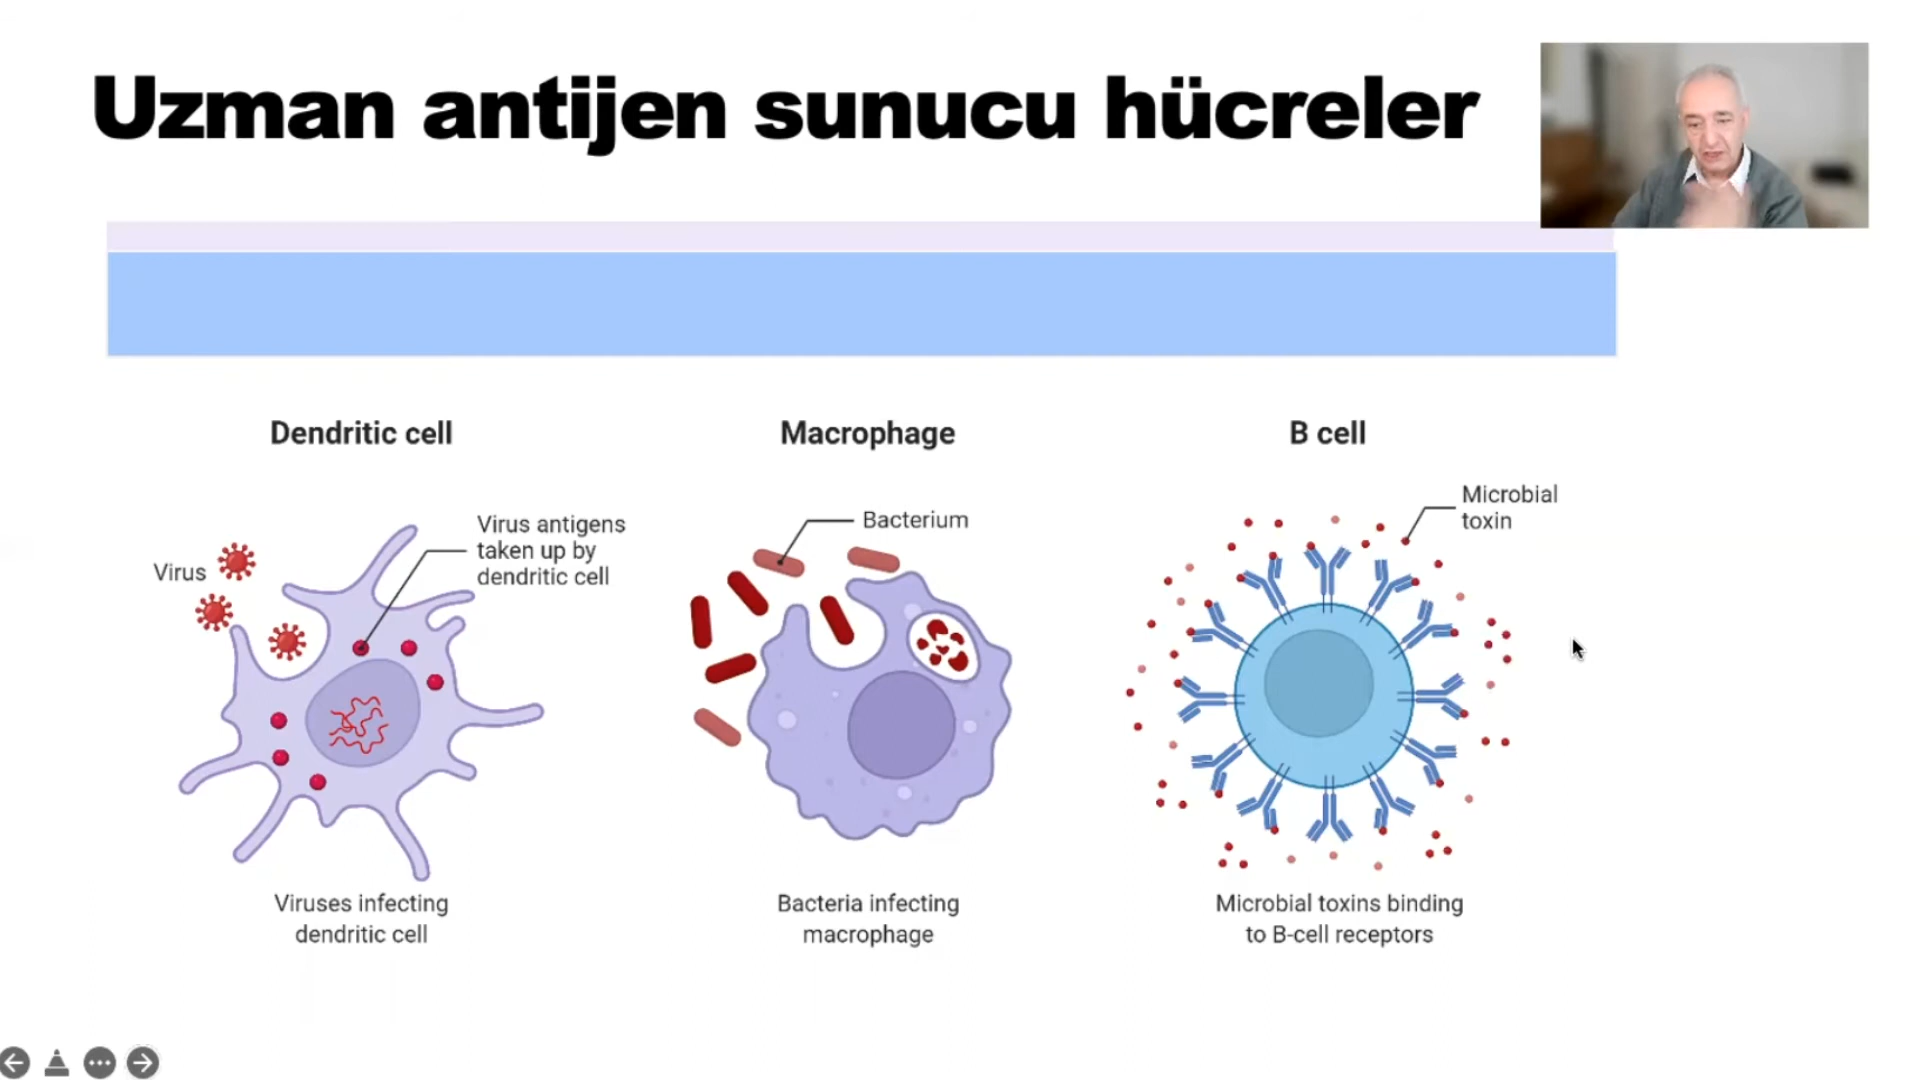 Uzman antijen sunucu hücreler
Dendritic cell
Macrophage
B cell
Virus
Virus antigens
taken up by
dendritic cell
Bacterium
Microbial
toxin
Viruses infecting
dendritic cell
Bacteria infecting
macrophage
Microbial toxins binding
to B-cell receptors